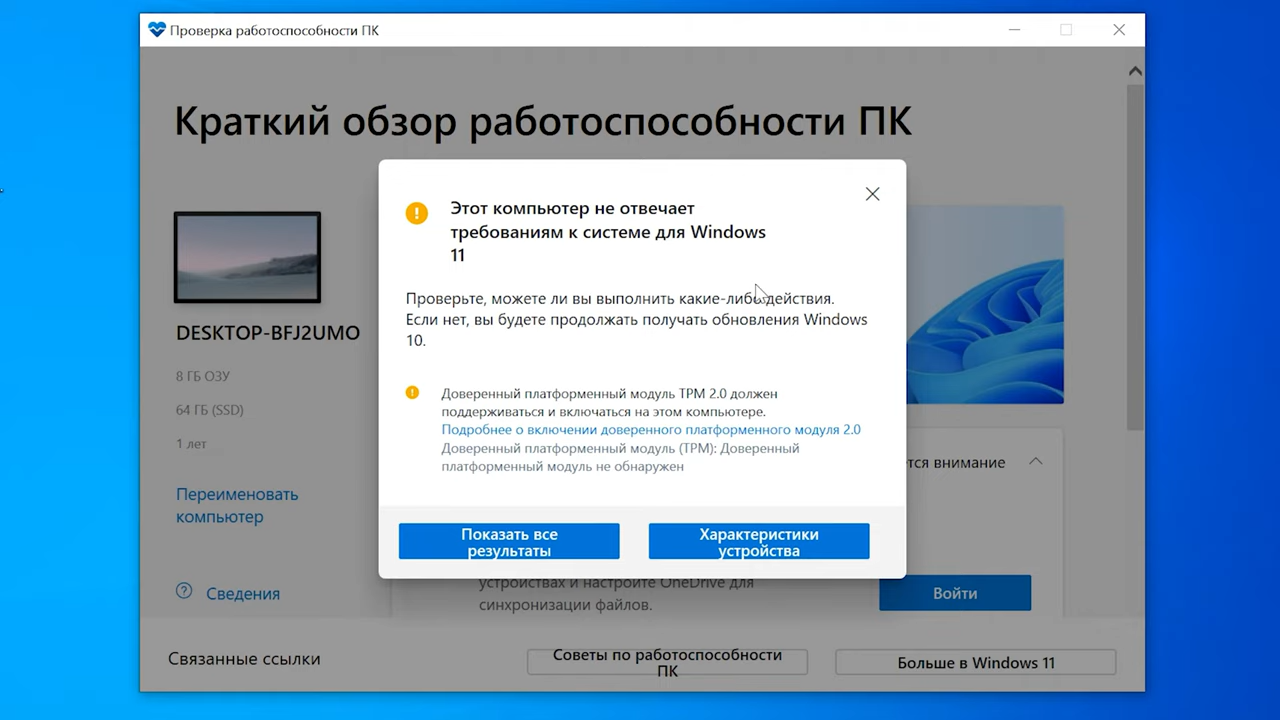 Проверка работоспособности ПК
Краткий обзор работоспособности ПК
DESKTOP-BFJ2UMO
8 ГБ ОЗУ
64 ГБ (SSD)
1 лет
Переименовать
компьютер
Сведения
Этот компьютер не отвечает
требованиям к системе для Windows
11
Проверьте, можете ли вы выполнить какие-либо действия.
Если нет, вы будете продолжать получать обновления Windows
10.
Доверенный платформенный модуль TPM 2.0 должен
поддерживаться и включаться на этом компьютере.
Подробнее о включении доверенного платформенного модуля 2.0
Доверенный платформенный модуль (TPM): Доверенный
платформенный модуль не обнаружен
Показать все
результаты
Характеристики
устройства
тся внимание
устройствах и настройте OneDrive для
синхронизации файлов.
Войти
Связанные ссылки
Советы по работоспособности
ПК
Больше в Windows 11